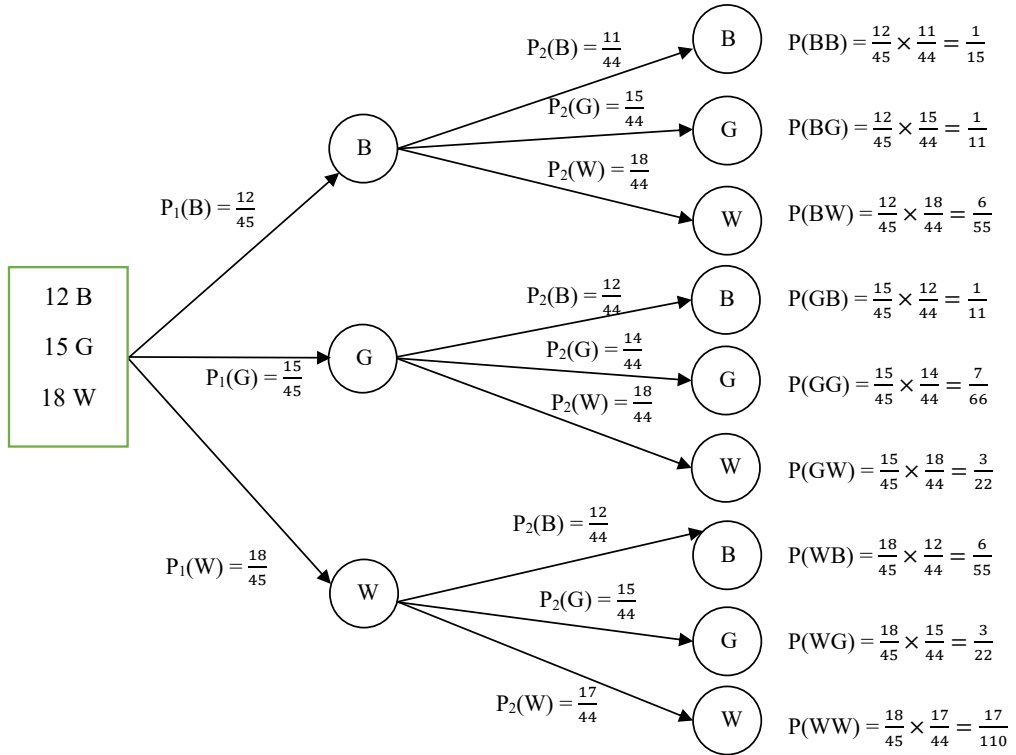 P₂(B) = 11/44
B
P(BB) = 12/45 × 11/44 = 1/15
P₂(G) = 15/44
B
G
P(BG) = 12/45 × 15/44 = 1/11
P₂(W) = 18/44
P₁(B) = 12/45
W
P(BW) = 12/45 × 18/44 = 6/55
12 B
15 G
18 W
P₂(B) = 12/44
B
P(GB) = 15/45 × 12/44 = 1/11
P₁(G) = 15/45
G
P₂(G) = 14/44
G
P(GG) = 15/45 × 14/44 = 7/66
P₂(W) = 18/44
W
P(GW) = 15/45 × 18/44 = 3/22
P₁(W) = 18/45
W
P₂(B) = 12/44
B
P(WB) = 18/45 × 12/44 = 6/55
P₂(G) = 15/44
G
P(WG) = 18/45 × 15/44 = 3/22
P₂(W) = 17/44
W
P(WW) = 18/45 × 17/44 = 17/110